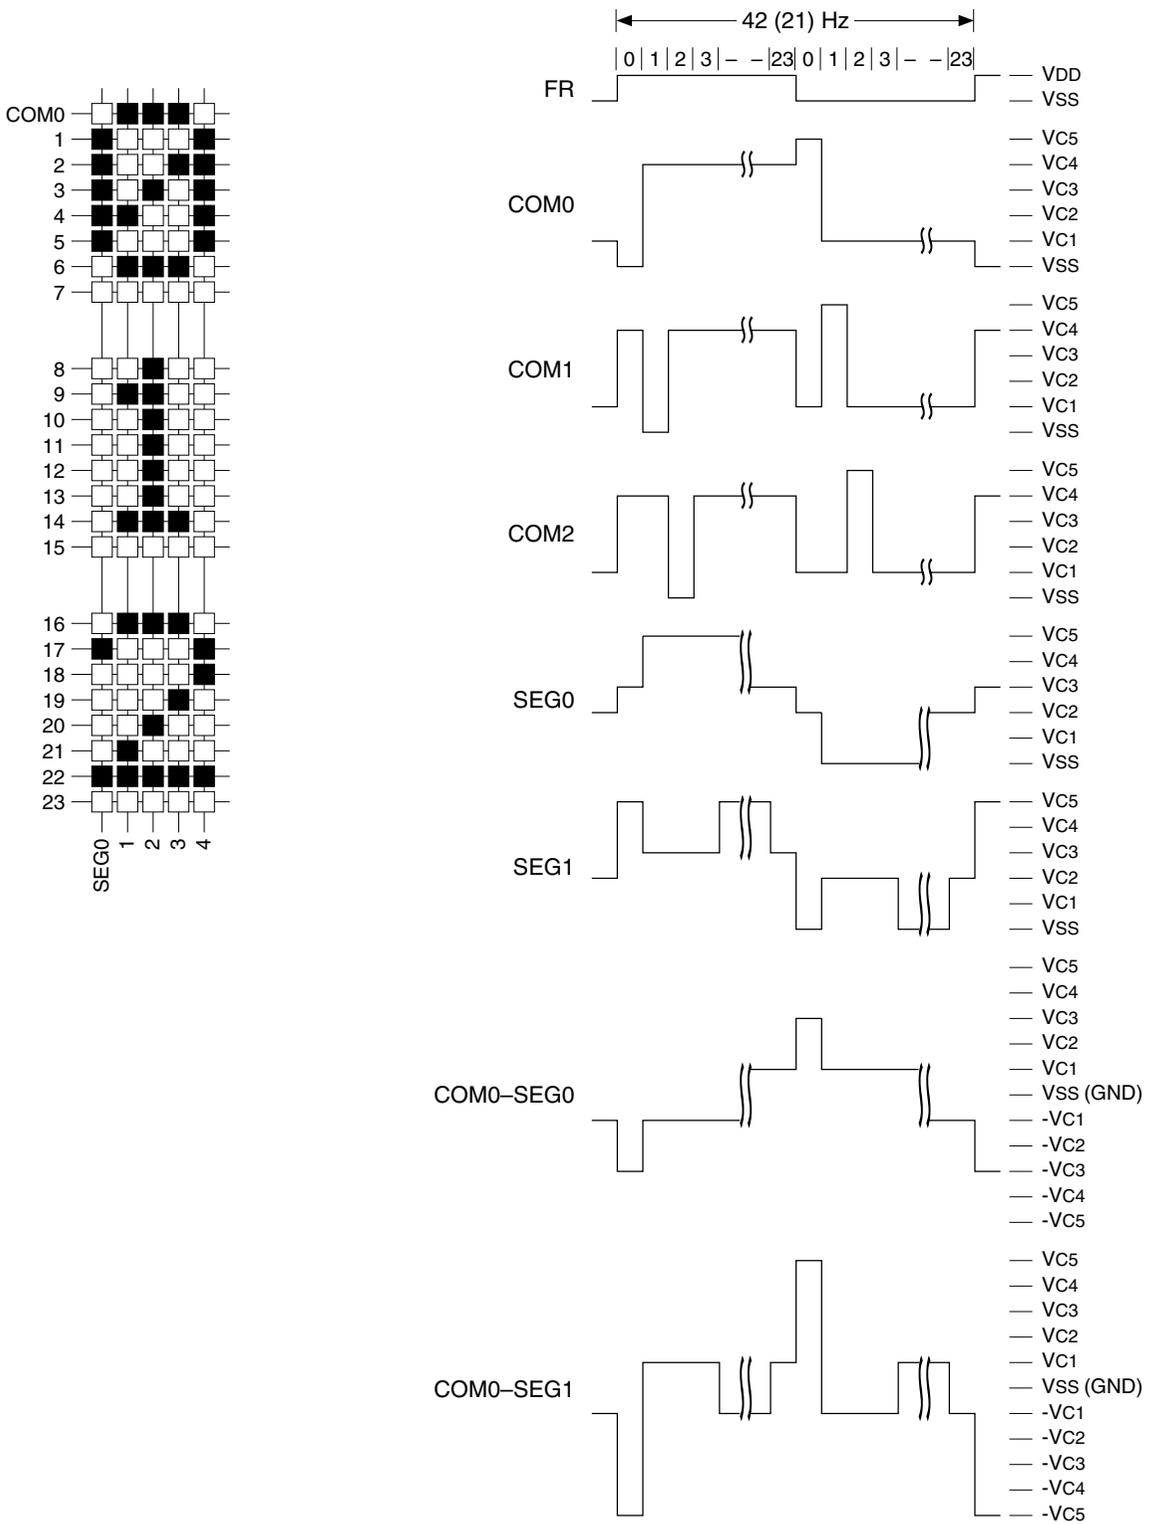 42 (21) Hz
0 1 2 3 – – 23 0 1 2 3 – – 23
FR
VDD
VSS
COM0
1
2
3
4
5
6
7
8
9
10
11
12
13
14
15
16
17
18
19
20
21
22
23
SEG0
1
2
3
4
COM0
VC5
VC4
VC3
VC2
VC1
VSS
COM1
VC5
VC4
VC3
VC2
VC1
VSS
COM2
VC5
VC4
VC3
VC2
VC1
VSS
SEG0
VC5
VC4
VC3
VC2
VC1
VSS
SEG1
VC5
VC4
VC3
VC2
VC1
VSS
COM0–SEG0
VC5
VC4
VC3
VC2
VC1
VSS (GND)
-VC1
-VC2
-VC3
-VC4
-VC5
COM0–SEG1
VC5
VC4
VC3
VC2
VC1
VSS (GND)
-VC1
-VC2
-VC3
-VC4
-VC5